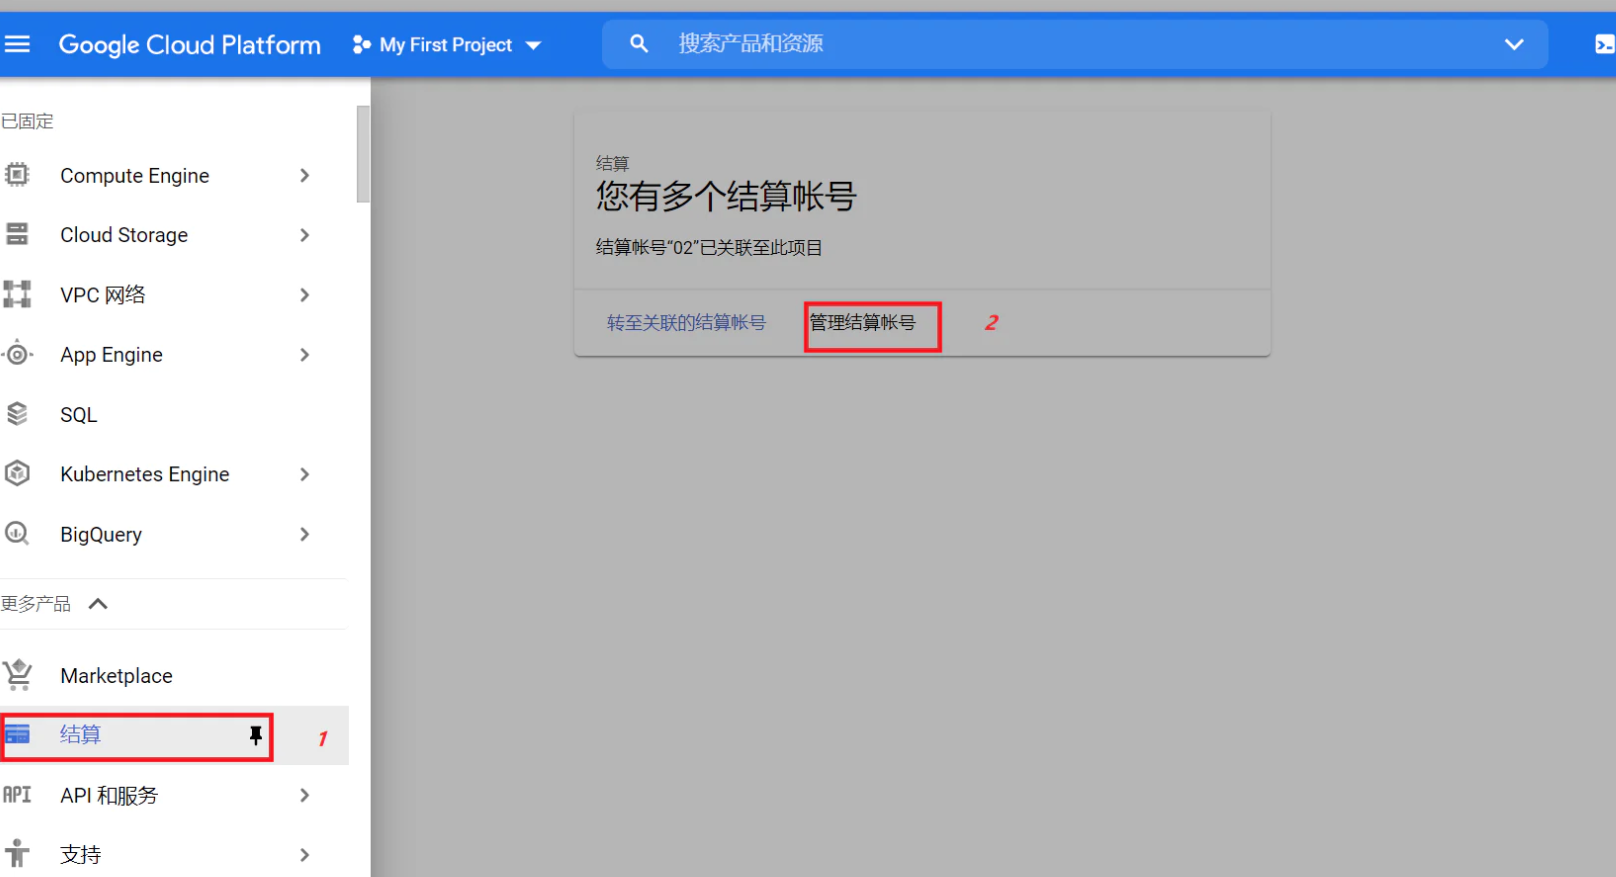 Google Cloud Platform
My First Project
搜索产品和资源
已固定
Compute Engine
Cloud Storage
VPC 网络
App Engine
SQL
Kubernetes Engine
BigQuery
更多产品
Marketplace
结算
1
API
API 和服务
支持
结算
您有多个结算帐号
结算帐号“02”已关联至此项目
转至关联的结算帐号
管理结算帐号
2